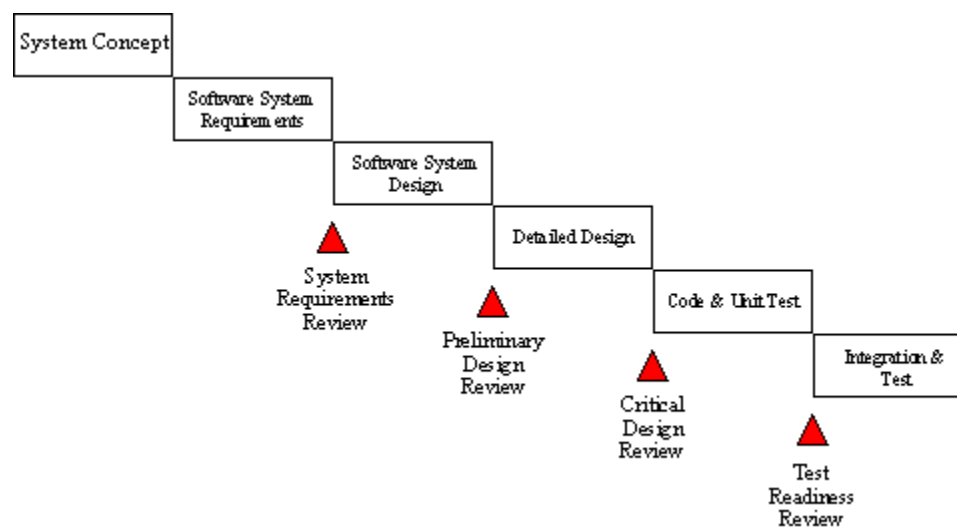 System Concept
Software System
Requirements
Software System
Design
Detailed Design
System
Requirements
Review
Code & Unit Test
Preliminary
Design
Review
Integration &
Test
Critical
Design
Review
Test
Readiness
Review